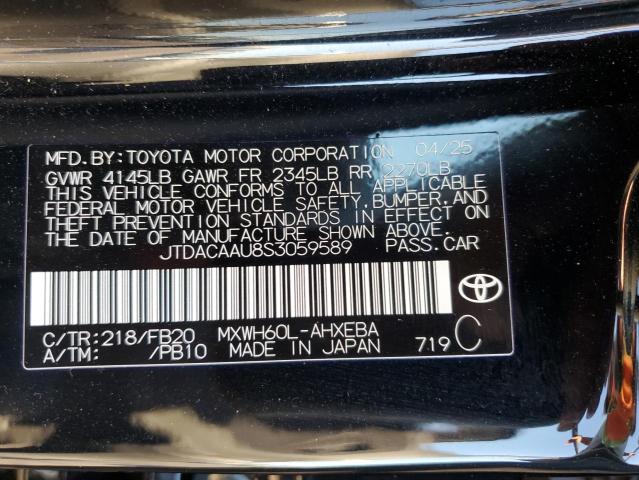 MFD.BY:TOYOTA MOTOR CORPORATION 04/25
GVWR 4145LB GAWR FR 2345LB RR 2270LB
THIS VEHICLE CONFORMS TO ALL APPLICABLE
FEDERAL MOTOR VEHICLE SAFETY,BUMPER,AND
THEFT PREVENTION STANDARDS IN EFFECT ON
THE DATE OF MANUFACTURE SHOWN ABOVE.
JTDACAAU8S3059589 PASS.CAR
C/TR:218/FB20 MXWH60L-AHXEBA
A/TM: /PB10 MADE IN JAPAN 719 C